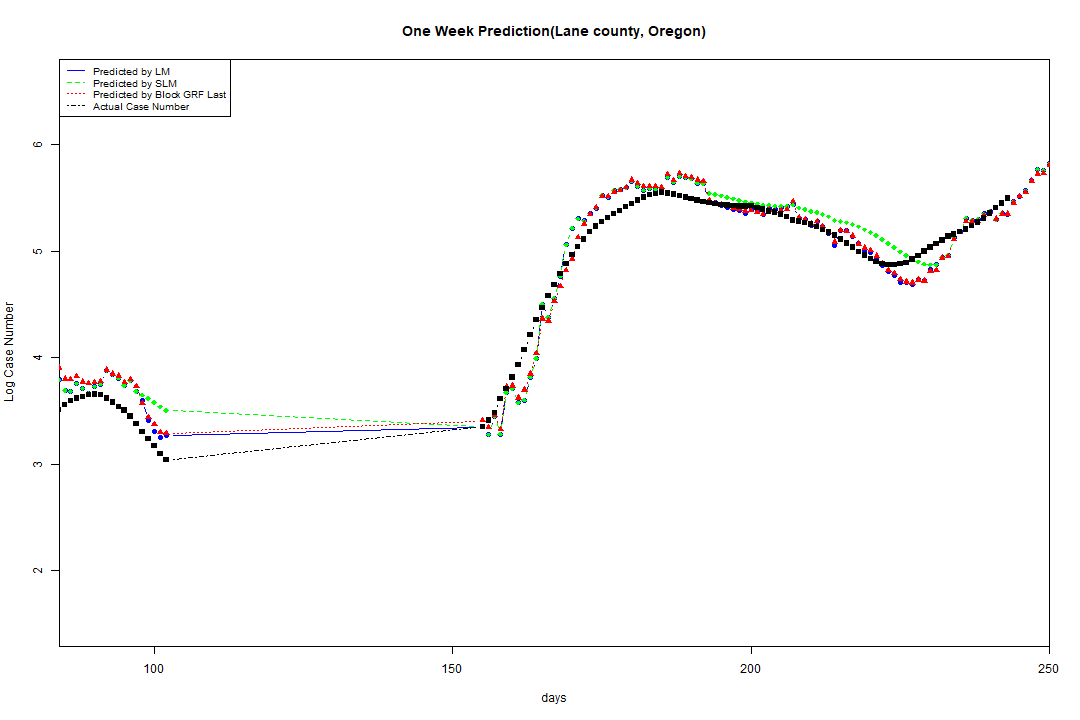 One Week Prediction(Lane county, Oregon)
Predicted by LM
Predicted by SLM
Predicted by Block GRF Last
Actual Case Number
6
5
4
3
2
Log Case Number
100 150 200 250
days